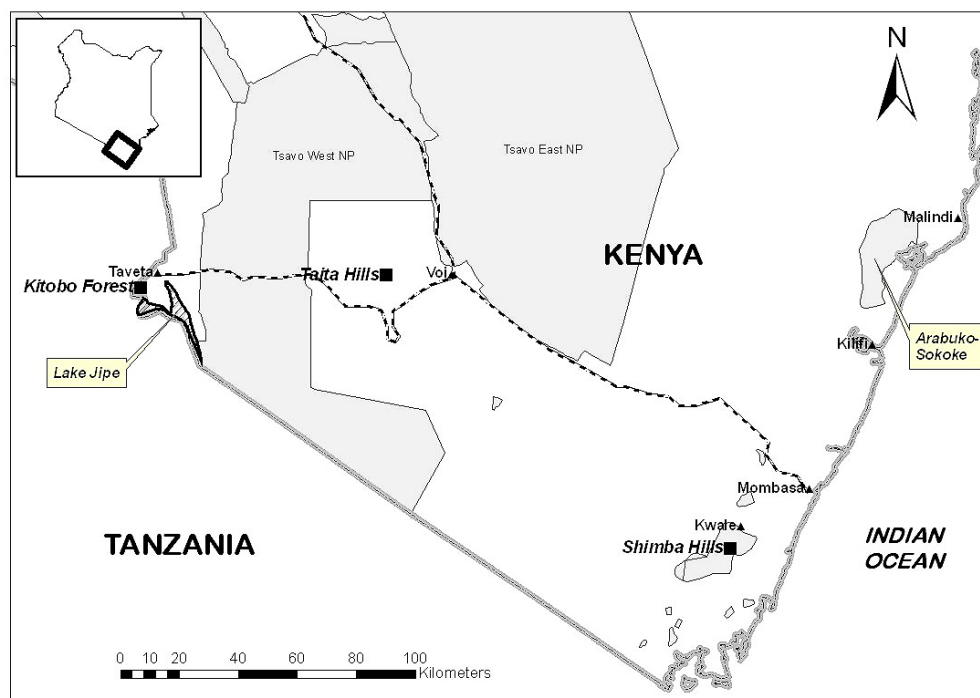 N
Tsavo West NP
Tsavo East NP
Malindi
KENYA
Taveta
Taita Hills
Voi
Kitobo Forest
Kilifi
Arabuko-
Sokoke
Lake Jipe
Mombasa
Kwale
TANZANIA
Shimba Hills
INDIAN
OCEAN
0 10 20 40 60 80 100
Kilometers